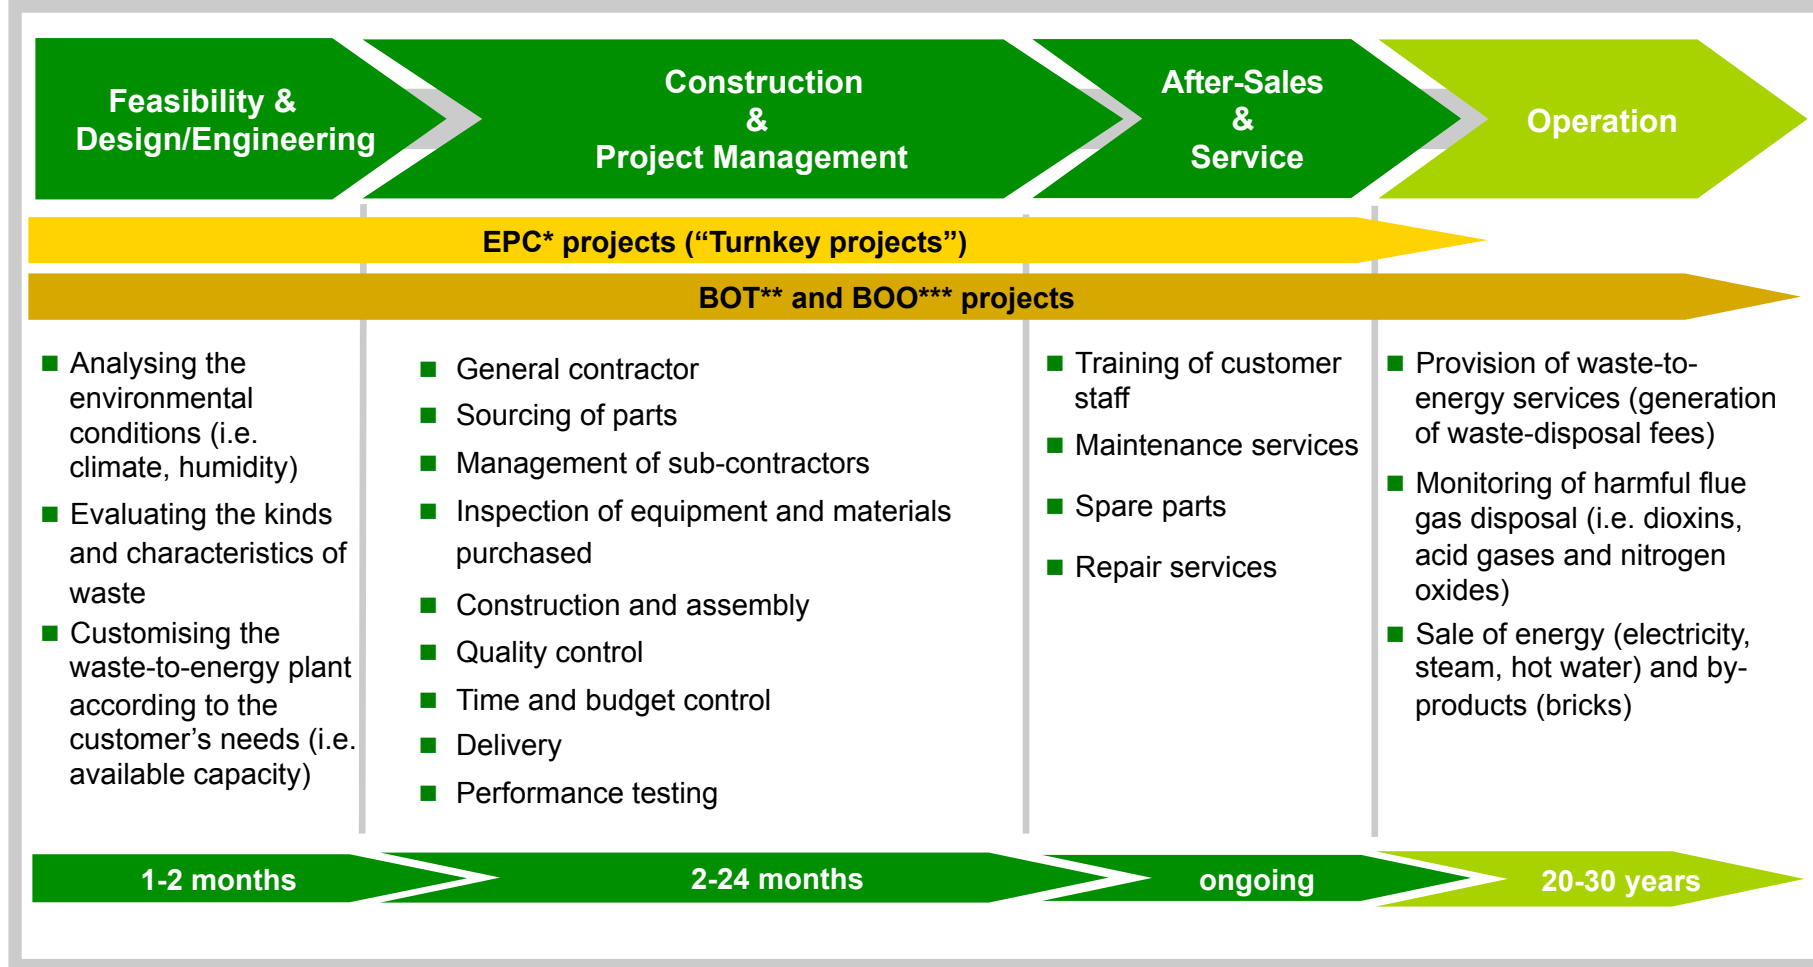 Feasibility &
Design/Engineering
Construction
&
Project Management
After-Sales
&
Service
Operation
EPC* projects (“Turnkey projects”)
BOT** and BOO*** projects
Analysing the
environmental
conditions (i.e.
climate, humidity)
Evaluating the kinds
and characteristics of
waste
Customising the
waste-to-energy plant
according to the
customer’s needs (i.e.
available capacity)
General contractor
Sourcing of parts
Management of sub-contractors
Inspection of equipment and materials
purchased
Construction and assembly
Quality control
Time and budget control
Delivery
Performance testing
Training of customer
staff
Maintenance services
Spare parts
Repair services
Provision of waste-to-
energy services (generation
of waste-disposal fees)
Monitoring of harmful flue
gas disposal (i.e. dioxins,
acid gases and nitrogen
oxides)
Sale of energy (electricity,
steam, hot water) and by-
products (bricks)
1-2 months
2-24 months
ongoing
20-30 years